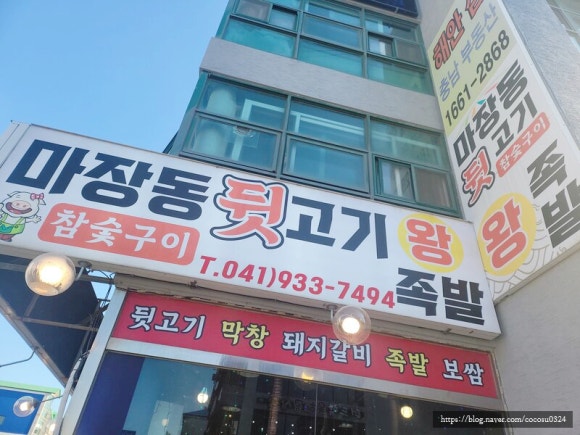 마장동뒷고기 왕족발
참숯구이
T.041)933-7494
뒷고기 막창 돼지갈비 족발 보쌈
해안
충남 부동산
1661-2868
마장동
뒷고기
참숯구이
왕족발
https://blog.naver.com/cocosu0324